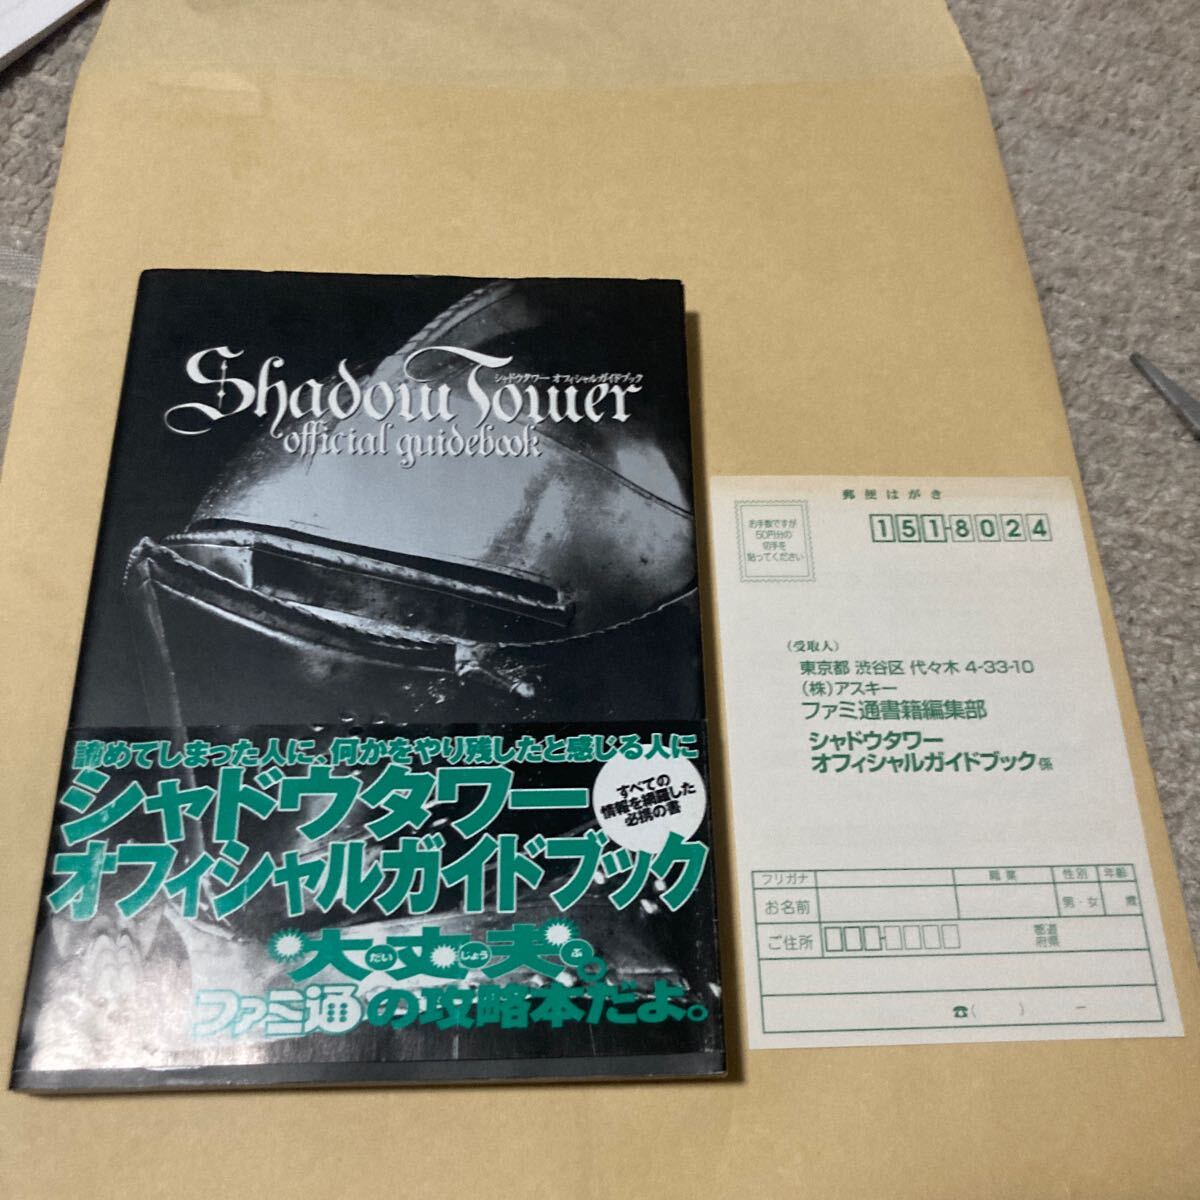 シャドウタワー オフィシャルガイドブック
Shadow Tower
official guidebook
諦めてしまった人に、何かをやり残したと感じる人に
シャドウタワー
オフィシャルガイドブック
すべての
情報を網羅した
必携の書
大丈夫。
だい じょう ぶ
ファミ通の攻略本だよ。
郵便はがき
お手数ですが
50円分の
切手を
貼ってください
151-8024
(受取人)
東京都 渋谷区 代々木 4-33-10
(株)アスキー
ファミ通書籍編集部
シャドウタワー
オフィシャルガイドブック係
フリガナ 職業 性別 年齢
お名前 男・女 歳
ご住所 都道
府県
☎( ) −